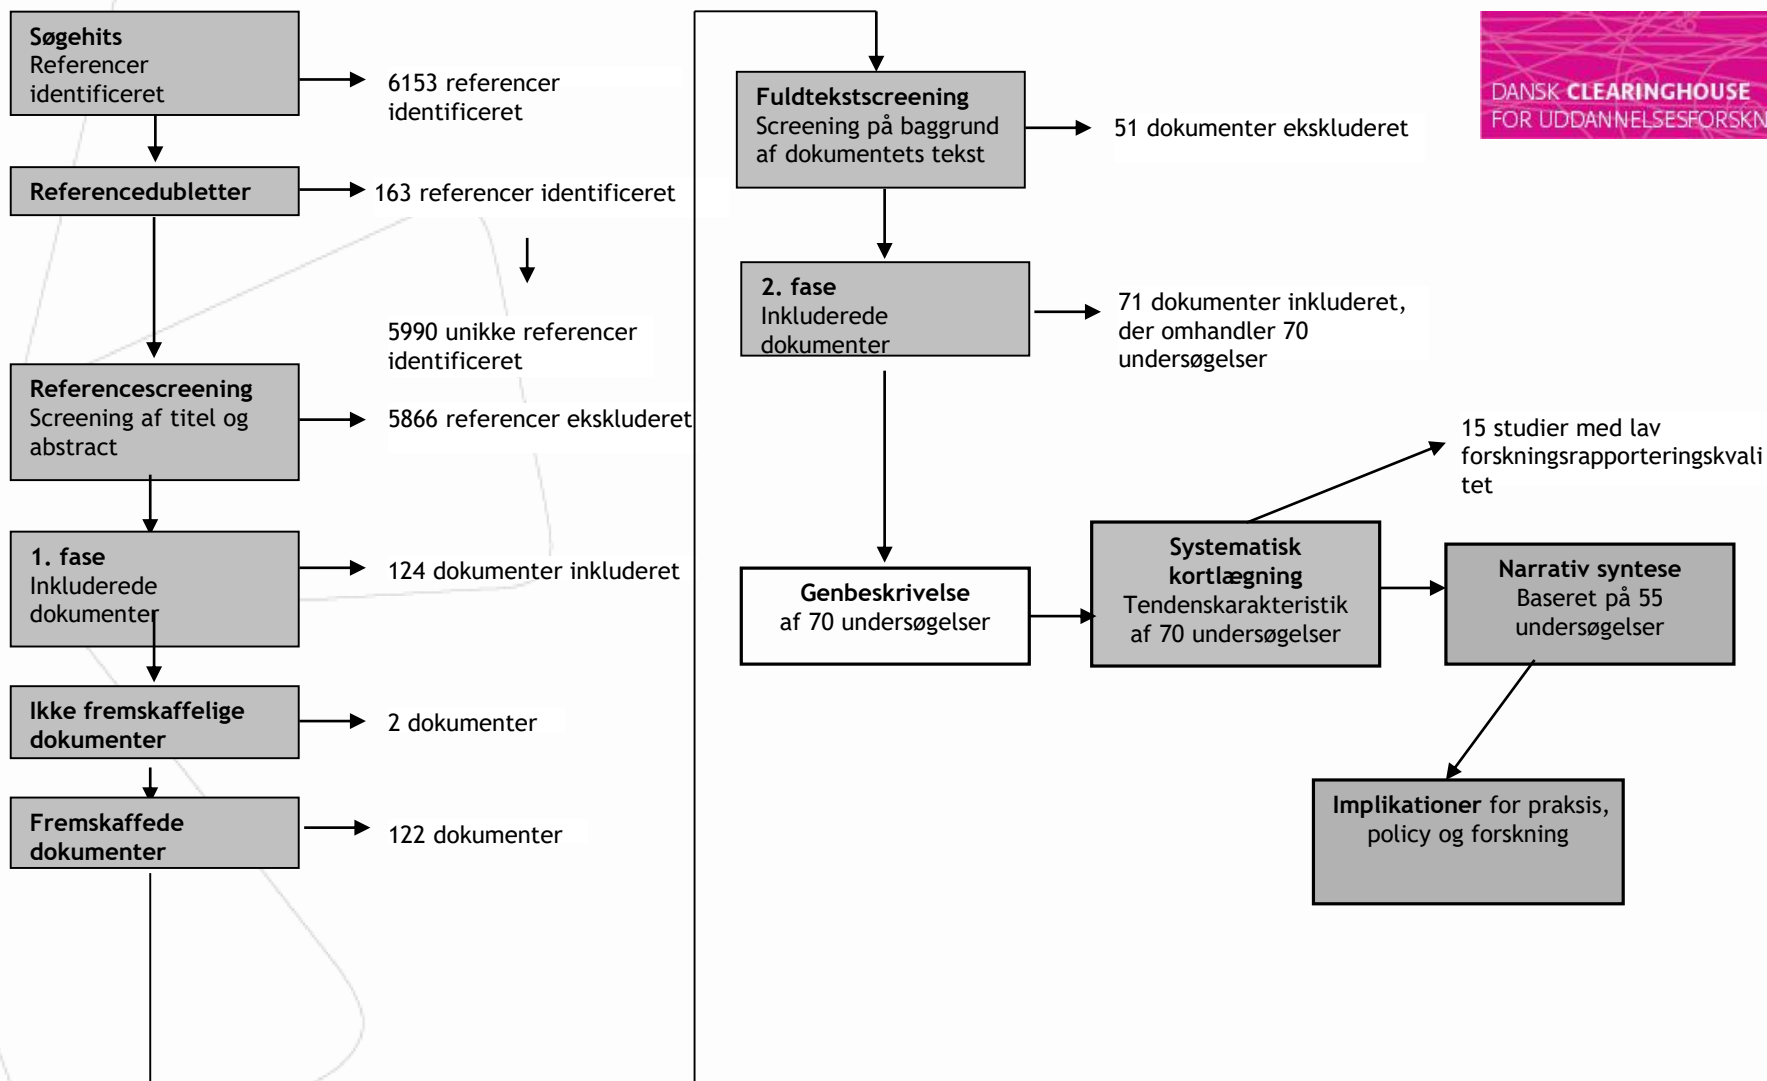 Søgehits
Referencer
identificeret
6153 referencer
identificeret
Referencedubletter
163 referencer identificeret
5990 unikke referencer
identificeret
Referencescreening
Screening af titel og
abstract
5866 referencer ekskluderet
1. fase
Inkluderede
dokumenter
124 dokumenter inkluderet
Ikke fremskaffelige
dokumenter
2 dokumenter
Fremskaffede
dokumenter
122 dokumenter
Fuldtekstscreening
Screening på baggrund
af dokumentets tekst
51 dokumenter ekskluderet
2. fase
Inkluderede
dokumenter
71 dokumenter inkluderet,
der omhandler 70
undersøgelser
Genbeskrivelse
af 70 undersøgelser
Systematisk
kortlægning
Tendenskarakteristik
af 70 undersøgelser
15 studier med lav
forskningsrapporteringskvali
tet
Narrativ syntese
Baseret på 55
undersøgelser
Implikationer for praksis,
policy og forskning
DANSK CLEARINGHOUSE
FOR UDDANNELSESFORSKN